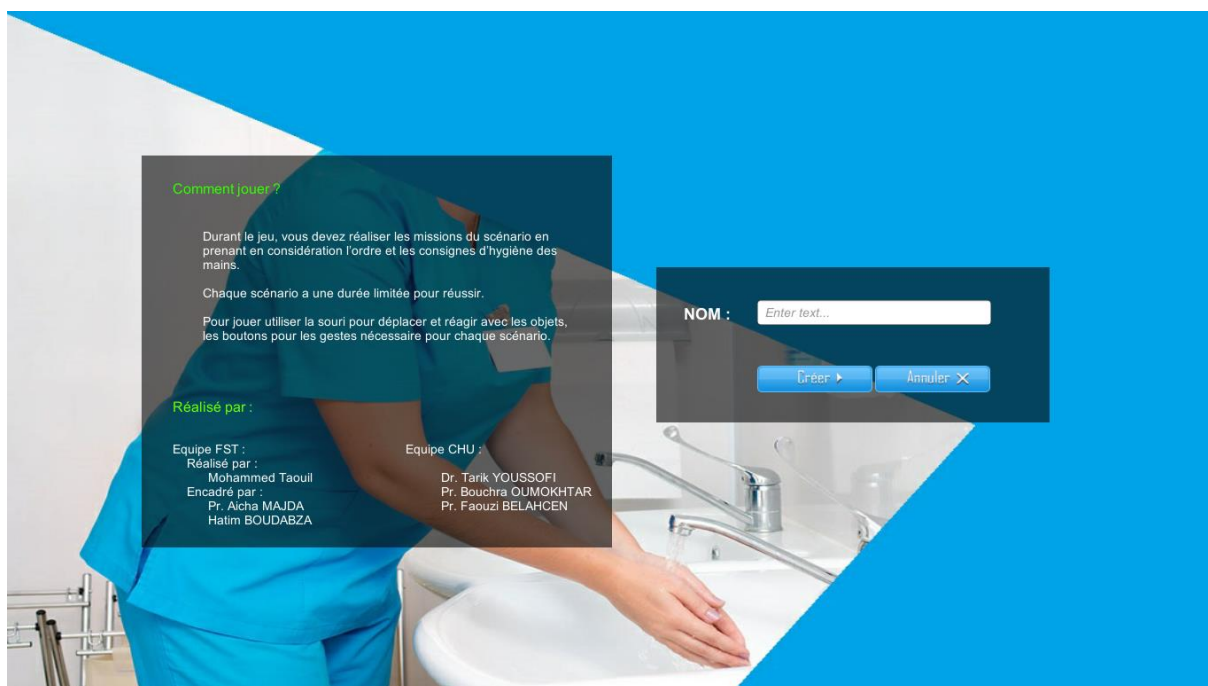 Comment jouer ?
Durant le jeu, vous devez réaliser les missions du scénario en
prenant en considération l'ordre et les consignes d'hygiène des
mains.
Chaque scénario a une durée limitée pour réussir.
Pour jouer utiliser la souri pour déplacer et réagir avec les objets,
les boutons pour les gestes nécessaire pour chaque scénario.
Réalisé par :
Equipe FST :
Réalisé par :
Mohammed Taouil
Encadré par :
Pr. Aicha MAJDA
Hatim BOUDABZA
Equipe CHU :
Dr. Tarik YOUSSOFI
Pr. Bouchra OUMOKHTAR
Pr. Faouzi BELAHCEN
NOM :
Enter text...
Créer
Annuler